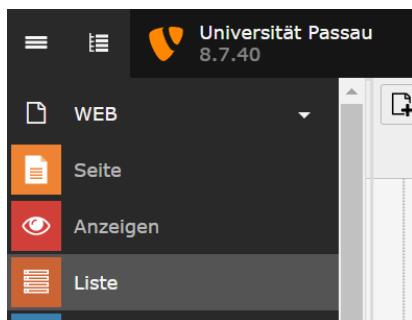 Universität Passau
8.7.40
WEB
Seite
Anzeigen
Liste